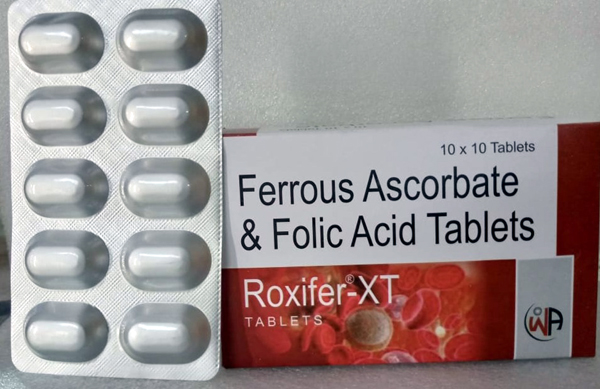 10 x 10 Tablets
Ferrous Ascorbate
& Folic Acid Tablets
Roxifer®-XT
TABLETS